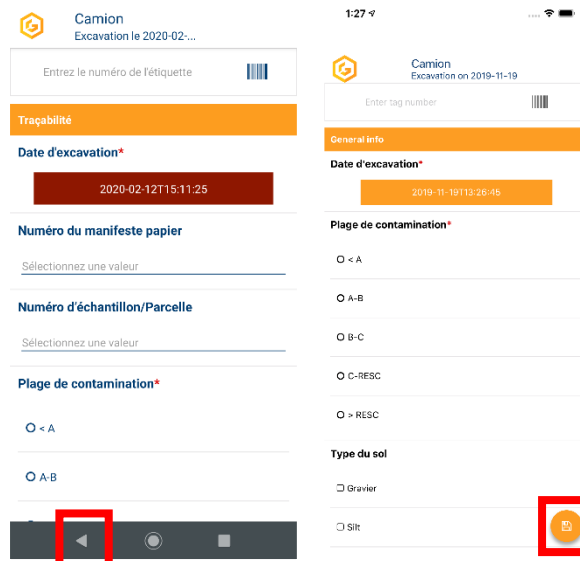 Camion
Excavation le 2020-02-...
Entrez le numéro de l'étiquette
Traçabilité
Date d'excavation*
2020-02-12T15:11:25
Numéro du manifeste papier
Sélectionnez une valeur
Numéro d'échantillon/Parcelle
Sélectionnez une valeur
Plage de contamination*
< A
A-B
1:27
Camion
Excavation on 2019-11-19
Enter tag number
General info
Date d'excavation*
2019-11-19T13:26:45
Plage de contamination*
< A
A-B
B-C
C-RESC
> RESC
Type du sol
Gravier
Silt